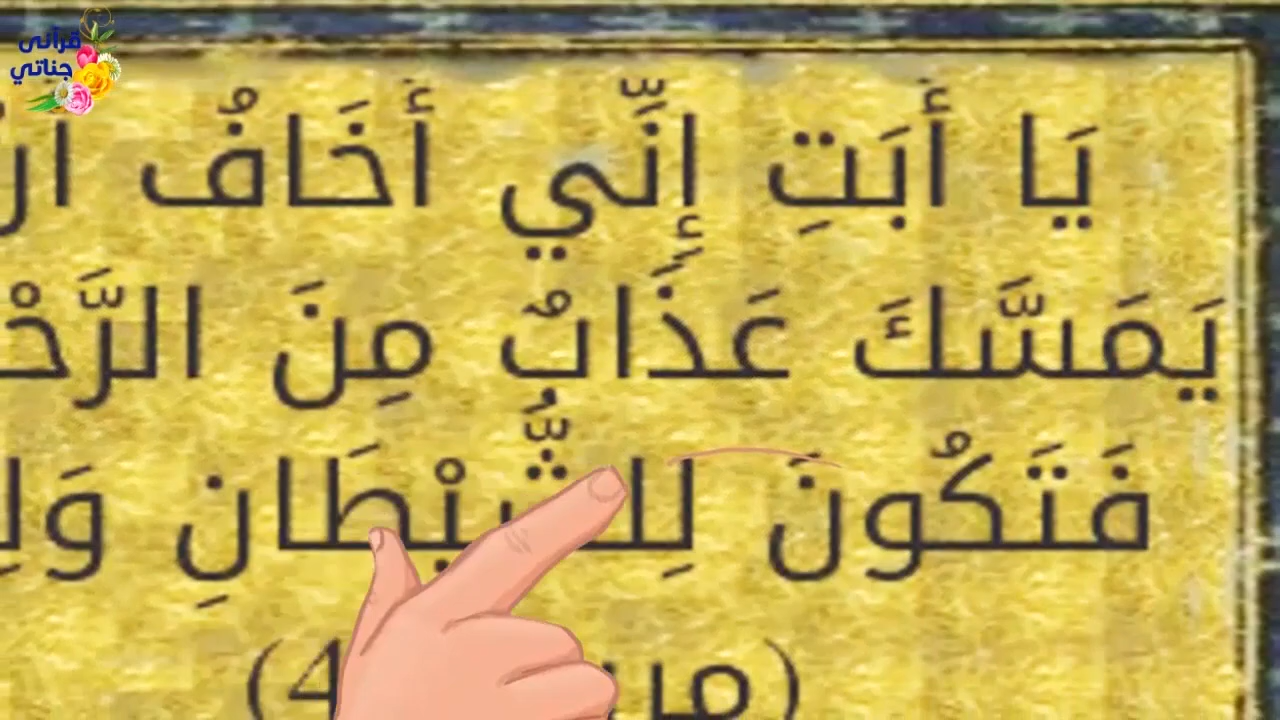 قرآني
جناتي
يَا أَبَتِ إِنِّي أَخَافُ
يَمَسَّكَ عَذَابٌ مِنَ
فَتَكُونَ لِلشَّيْطَانِ